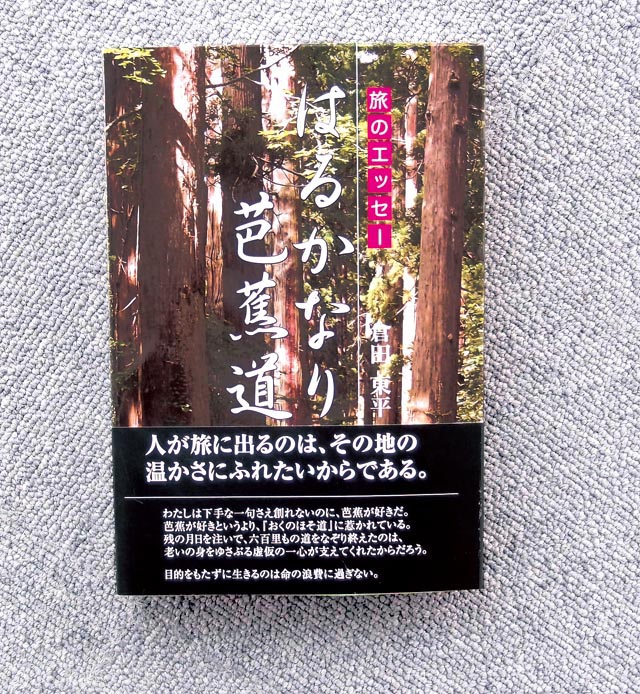 旅のエッセー
はるかなり
芭蕉道
倉田 東平
人が旅に出るのは、その地の
温かさにふれたいからである。
わたしは下手な一句さえ創れないのに、芭蕉が好きだ。
芭蕉が好きというより、「おくのほそ道」に惹かれている。
残の月日を注いで、六百里もの道をなぞり終えたのは、
老いの身をゆさぶる虚仮の一心が支えてくれたからだろう。
目的をもたずに生きるのは命の浪費に過ぎない。